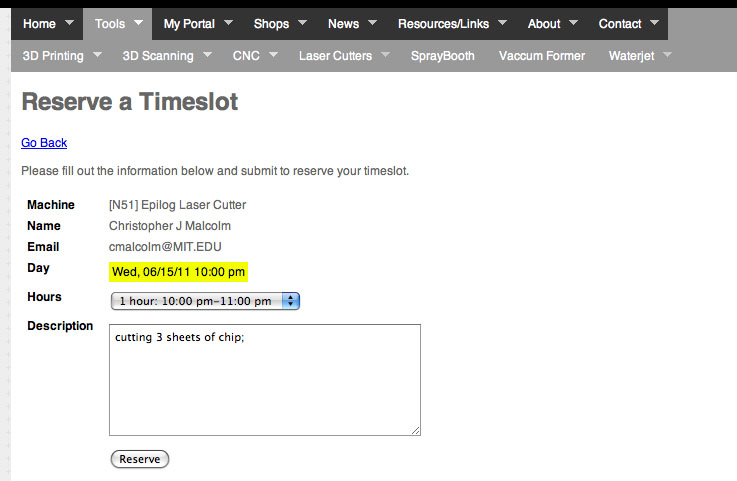 Home Tools My Portal Shops News Resources/Links About Contact
3D Printing 3D Scanning CNC Laser Cutters SprayBooth Vaccum Former Waterjet
Reserve a Timeslot
Go Back
Please fill out the information below and submit to reserve your timeslot.
Machine [N51] Epilog Laser Cutter
Name Christopher J Malcolm
Email cmalcolm@MIT.EDU
Day Wed, 06/15/11 10:00 pm
Hours 1 hour: 10:00 pm-11:00 pm
Description cutting 3 sheets of chip;
Reserve